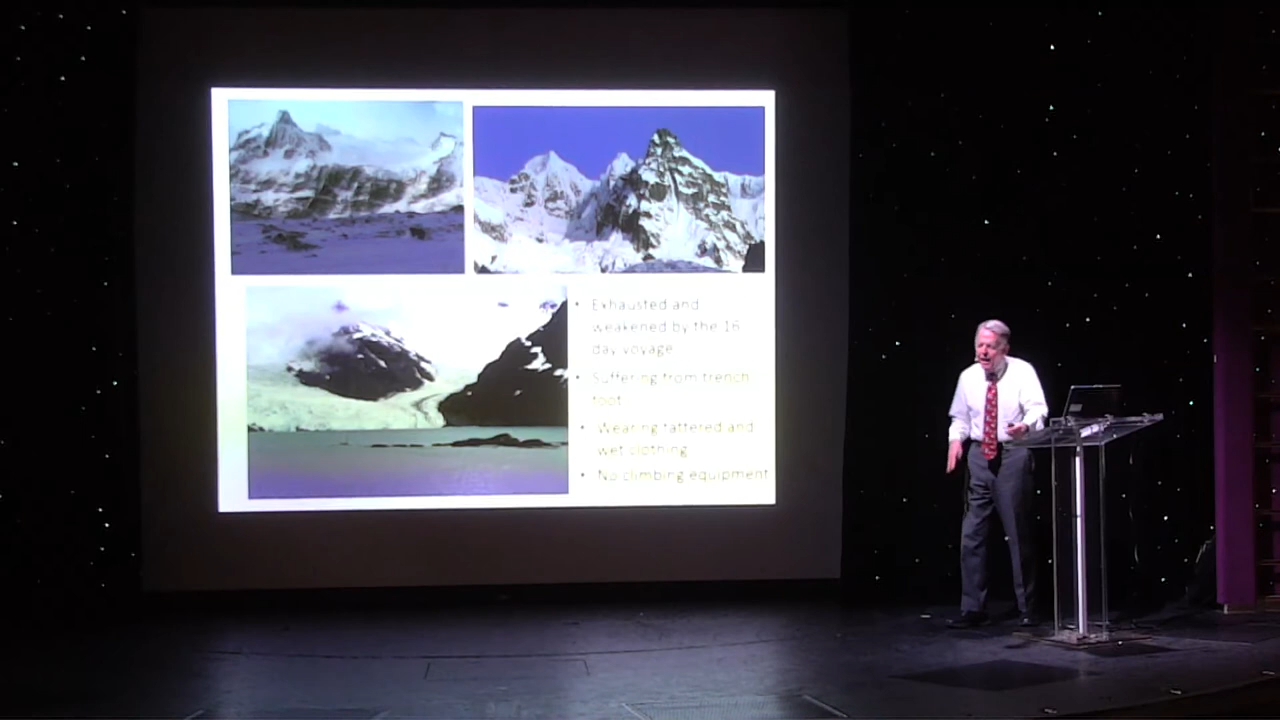 • Exhausted and
weakened by the 16
day voyage
• Suffering from trench
foot
• Wearing tattered and
wet clothing
• No climbing equipment